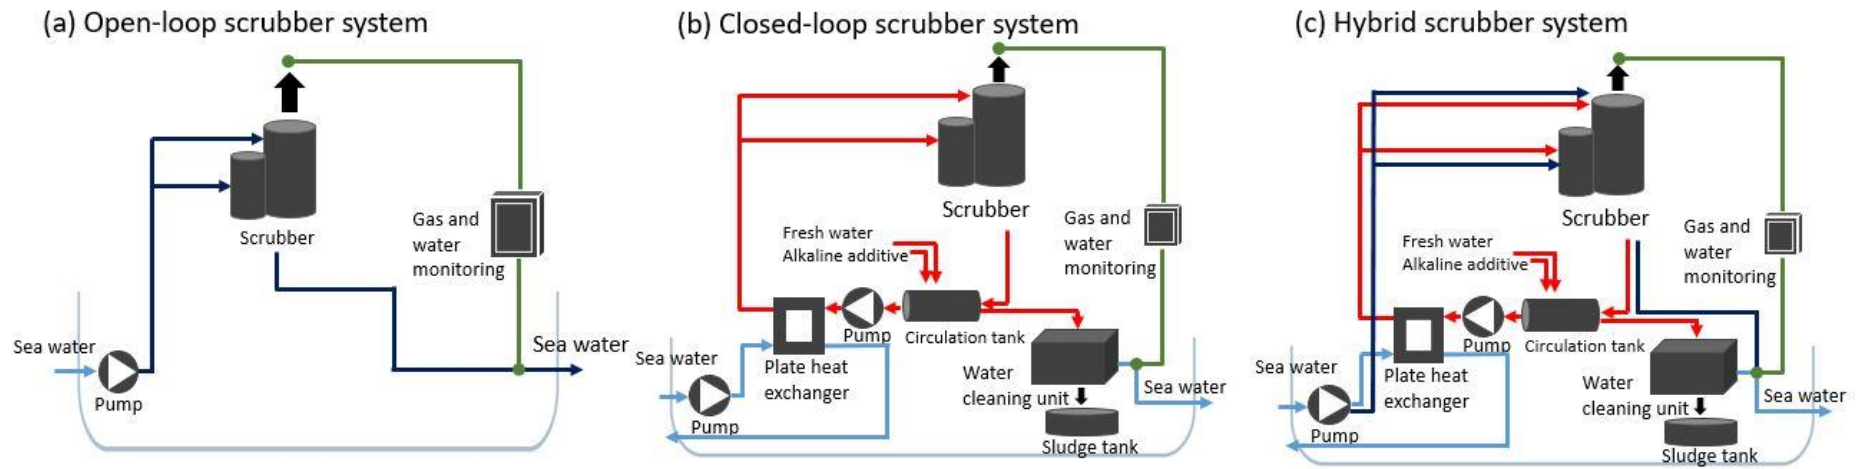 (a) Open-loop scrubber system
Scrubber
Gas and
water
monitoring
Sea water
Pump
Sea water
(b) Closed-loop scrubber system
Scrubber
Fresh water
Alkaline additive
Gas and
water
monitoring
Pump
Circulation tank
Sea water
Plate heat
exchanger
Pump
Water
cleaning unit
Sea water
Sludge tank
(c) Hybrid scrubber system
Scrubber
Fresh water
Alkaline additive
Gas and
water
monitoring
Pump
Circulation tank
Sea water
Plate heat
exchanger
Pump
Water
cleaning unit
Sea water
Sludge tank